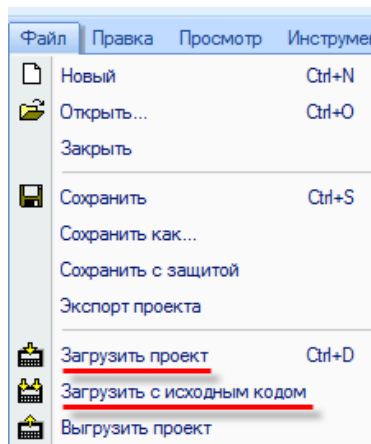 Файл Правка Просмотр
Новый Ctrl+N
Открыть... Ctrl+O
Закрыть
Сохранить Ctrl+S
Сохранить как...
Сохранить с защитой
Экспорт проекта
Загрузить проект Ctrl+D
Загрузить с исходным кодом
Выгрузить проект